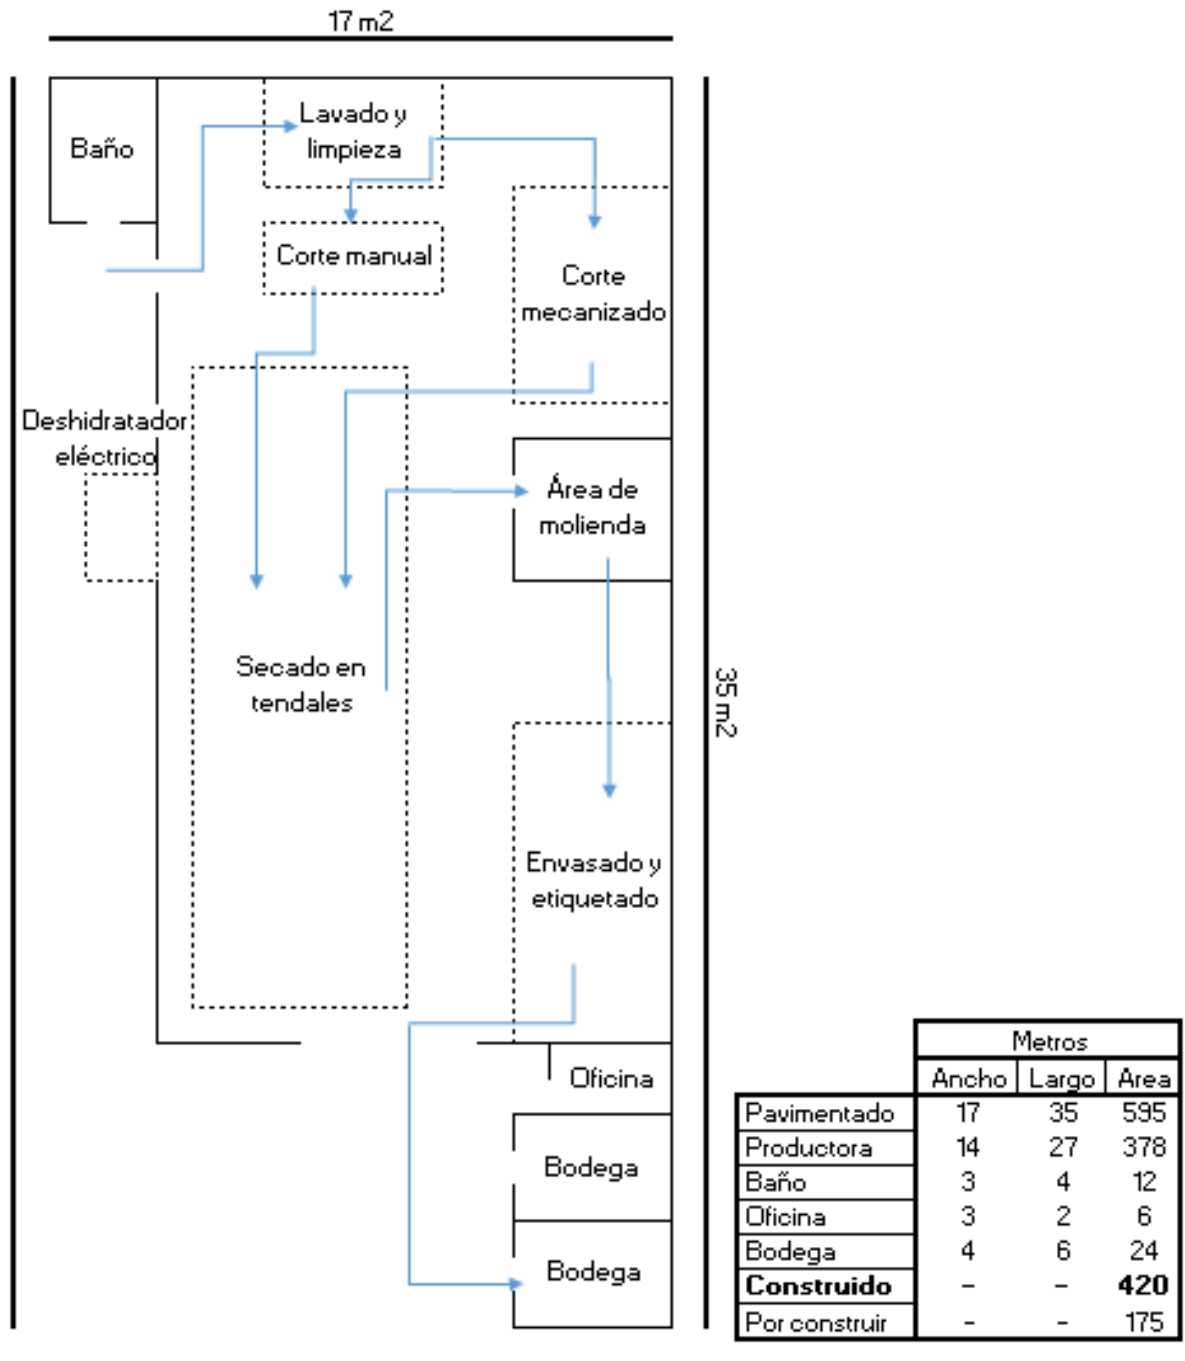 17 m2
Baño
Lavado y
limpieza
Corte manual
Corte
mecanizado
Deshidratador
eléctrico
Área de
molienda
Secado en
tendales
35 m2
Envasado y
etiquetado
Oficina
Bodega
Bodega
Metros
Ancho Largo Area
Pavimentado 17 35 595
Productora 14 27 378
Baño 3 4 12
Oficina 3 2 6
Bodega 4 6 24
Construido - - 420
Por construir - - 175